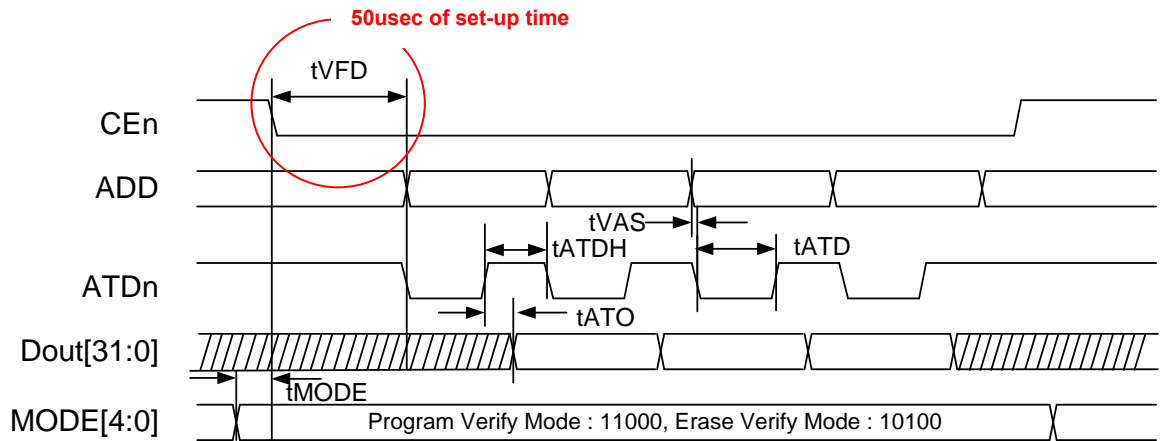 50usec of set-up time
tVFD
CEn
ADD
tVAS
tATDH
tATD
ATDn
tATO
Dout[31:0]
tMODE
MODE[4:0]
Program Verify Mode : 11000, Erase Verify Mode : 10100